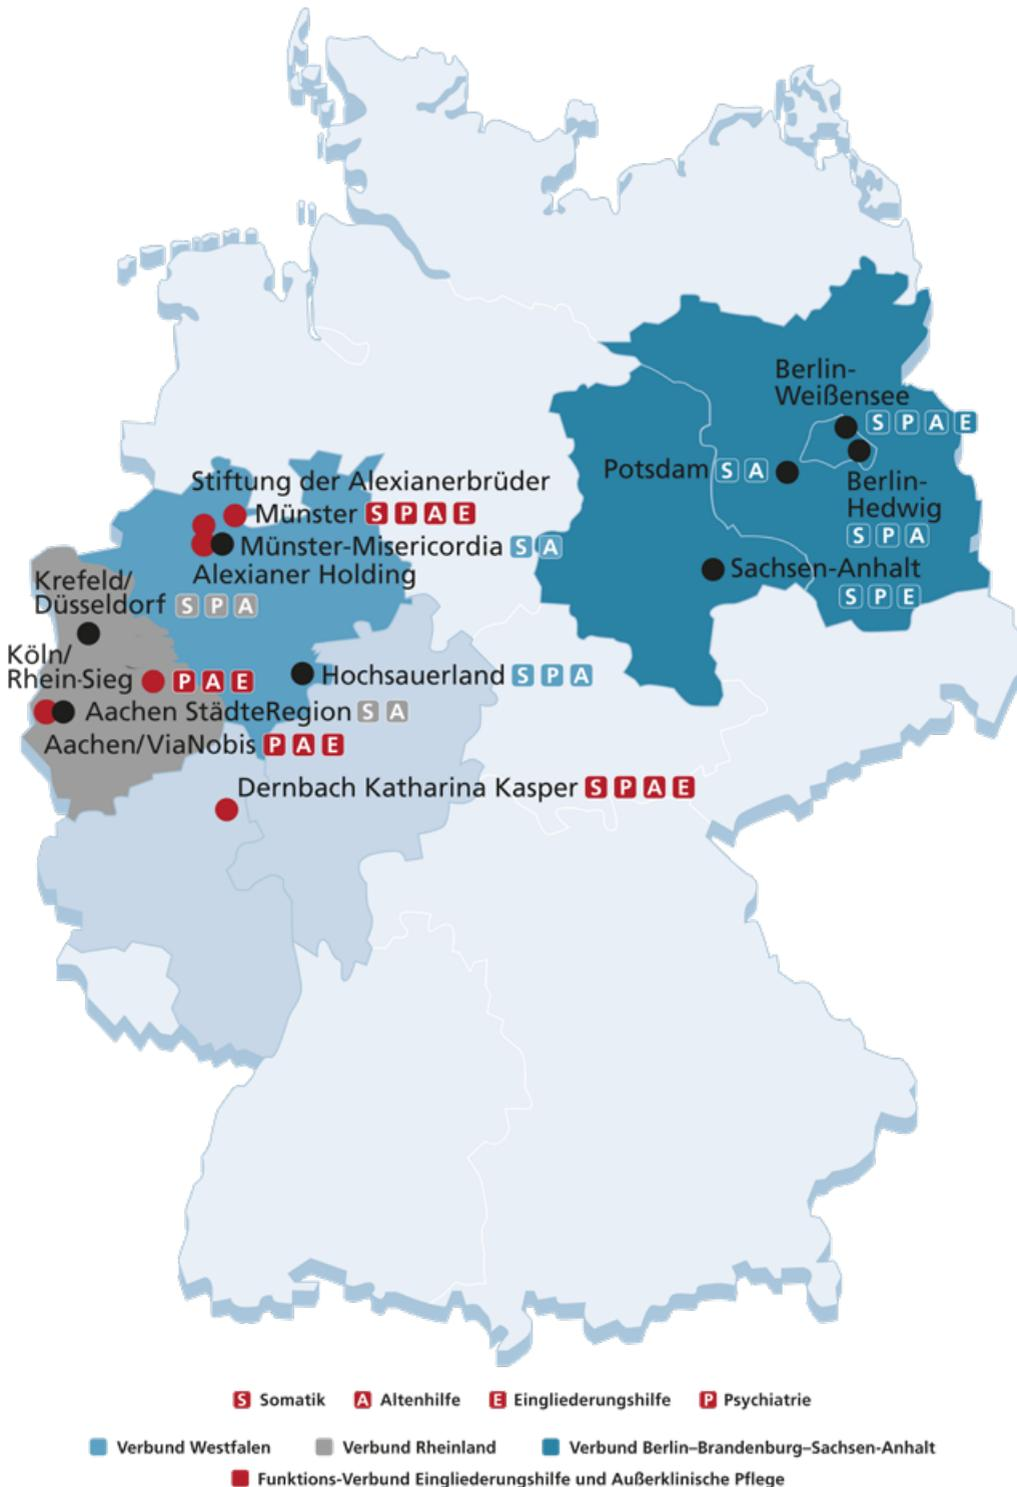 Berlin-
Weißensee
S P A E
Potsdam S A
Berlin-
Hedwig
S P A
Sachsen-Anhalt
S P E
Stiftung der Alexianerbrüder
Münster S P A E
Münster-Misericordia S A
Alexianer Holding
Krefeld/
Düsseldorf S P A
Köln/
Rhein-Sieg P A E
Hochsauerland S P A
Aachen StädteRegion S A
Aachen/ViaNobis P A E
Dernbach Katharina Kasper S P A E
S Somatik A Altenhilfe E Eingliederungshilfe P Psychiatrie
Verbund Westfalen Verbund Rheinland Verbund Berlin–Brandenburg–Sachsen-Anhalt
Funktions-Verbund Eingliederungshilfe und Außerklinische Pflege